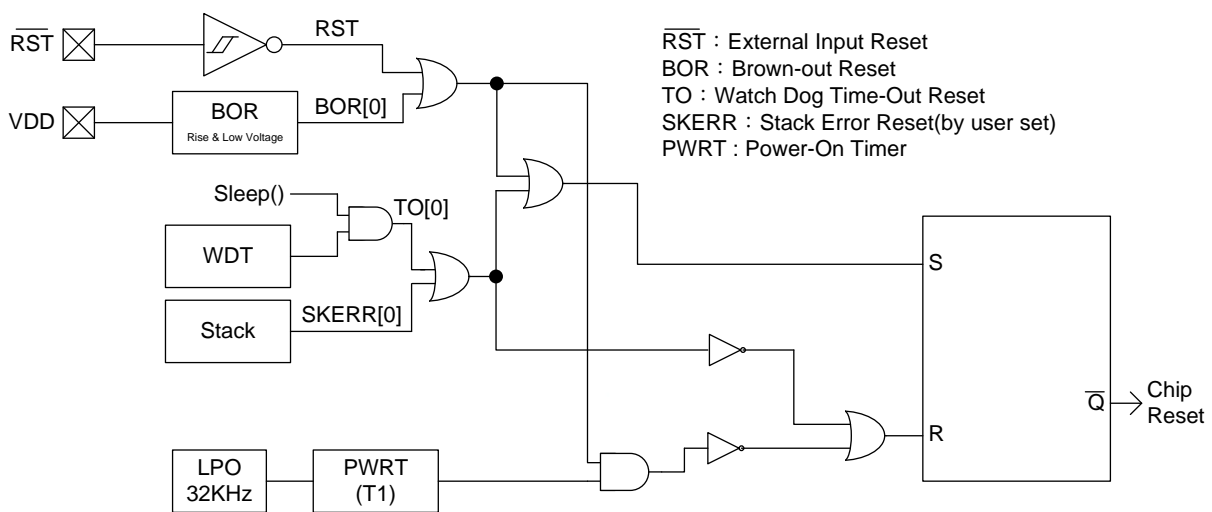 RST
RST
RST：External Input Reset
BOR：Brown-out Reset
TO：Watch Dog Time-Out Reset
SKERR：Stack Error Reset(by user set)
PWRT : Power-On Timer
VDD
BOR
Rise & Low Voltage
BOR[0]
Sleep()
TO[0]
WDT
Stack
SKERR[0]
S
R
Q
Chip
Reset
LPO
32KHz
PWRT
(T1)